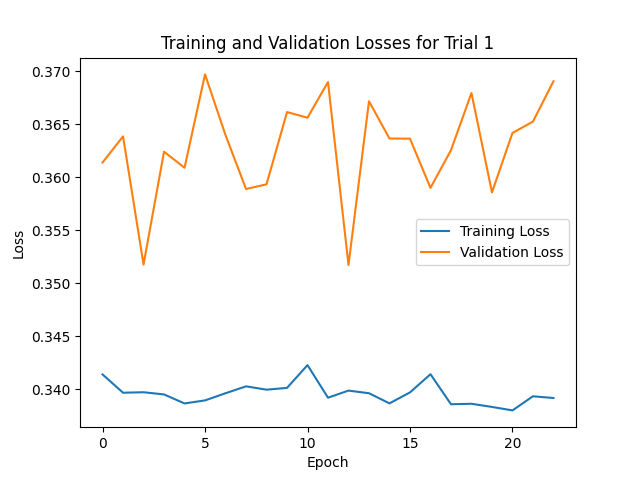 Training and Validation Losses for Trial 1
0.370
0.365
0.360
0.355
0.350
0.345
0.340
Loss
Training Loss
Validation Loss
0
5
10
15
20
Epoch